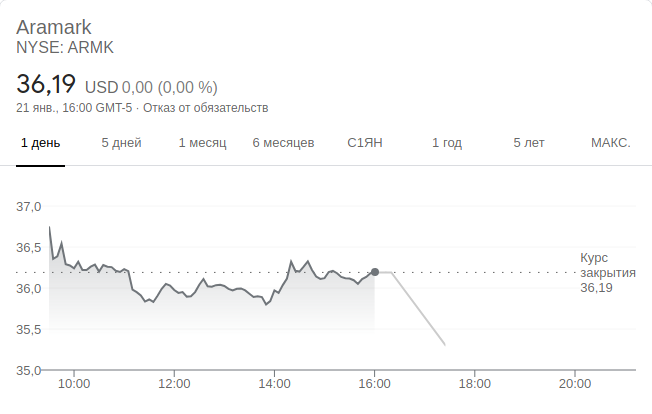 Aramark
NYSE: ARMK
36,19 USD 0,00 (0,00 %)
21 янв., 16:00 GMT-5 · Отказ от обязательств
1 день 5 дней 1 месяц 6 месяцев С1ЯН 1 год 5 лет МАКС.
37,0
36,5
Курс
закрытия
36,19
36,0
35,5
35,0
10:00 12:00 14:00 16:00 18:00 20:00